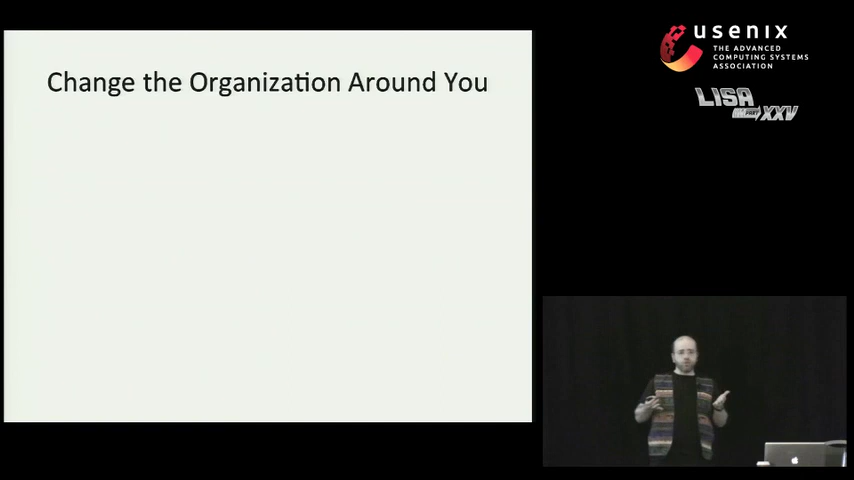 Change the Organization Around You
usenix
THE ADVANCED
COMPUTING SYSTEMS
ASSOCIATION
LISA
XXV